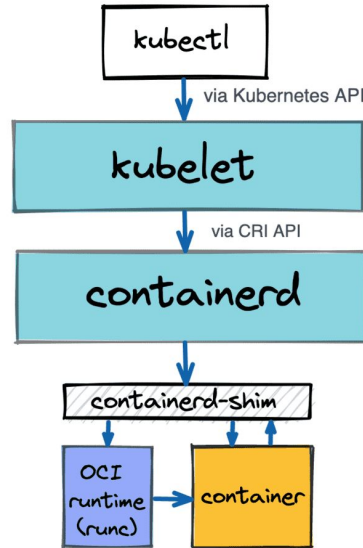 kubectl
via Kubernetes API
kubelet
via CRI API
containerd
containerd-shim
OCI
runtime
(runc)
container